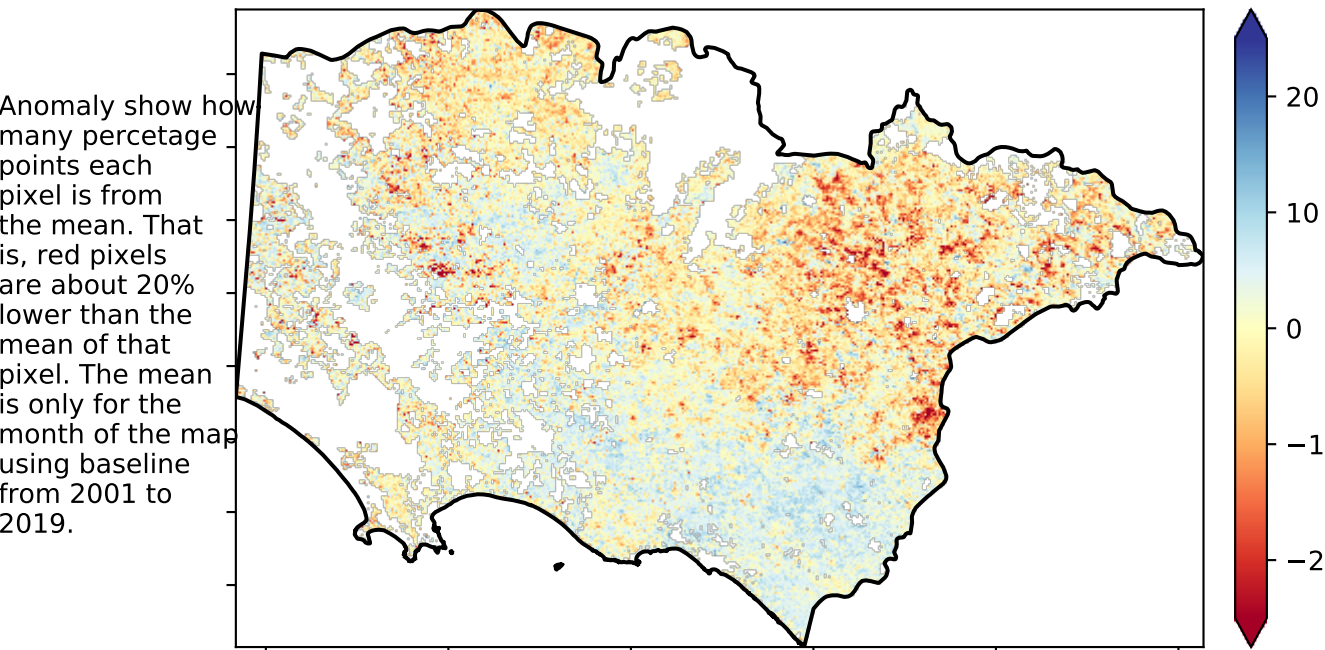 Anomaly show how
many percetage
points each
pixel is from
the mean. That
is, red pixels
are about 20%
lower than the
mean of that
pixel. The mean
is only for the
month of the map
using baseline
from 2001 to
2019.
20
10
0
−1
−2